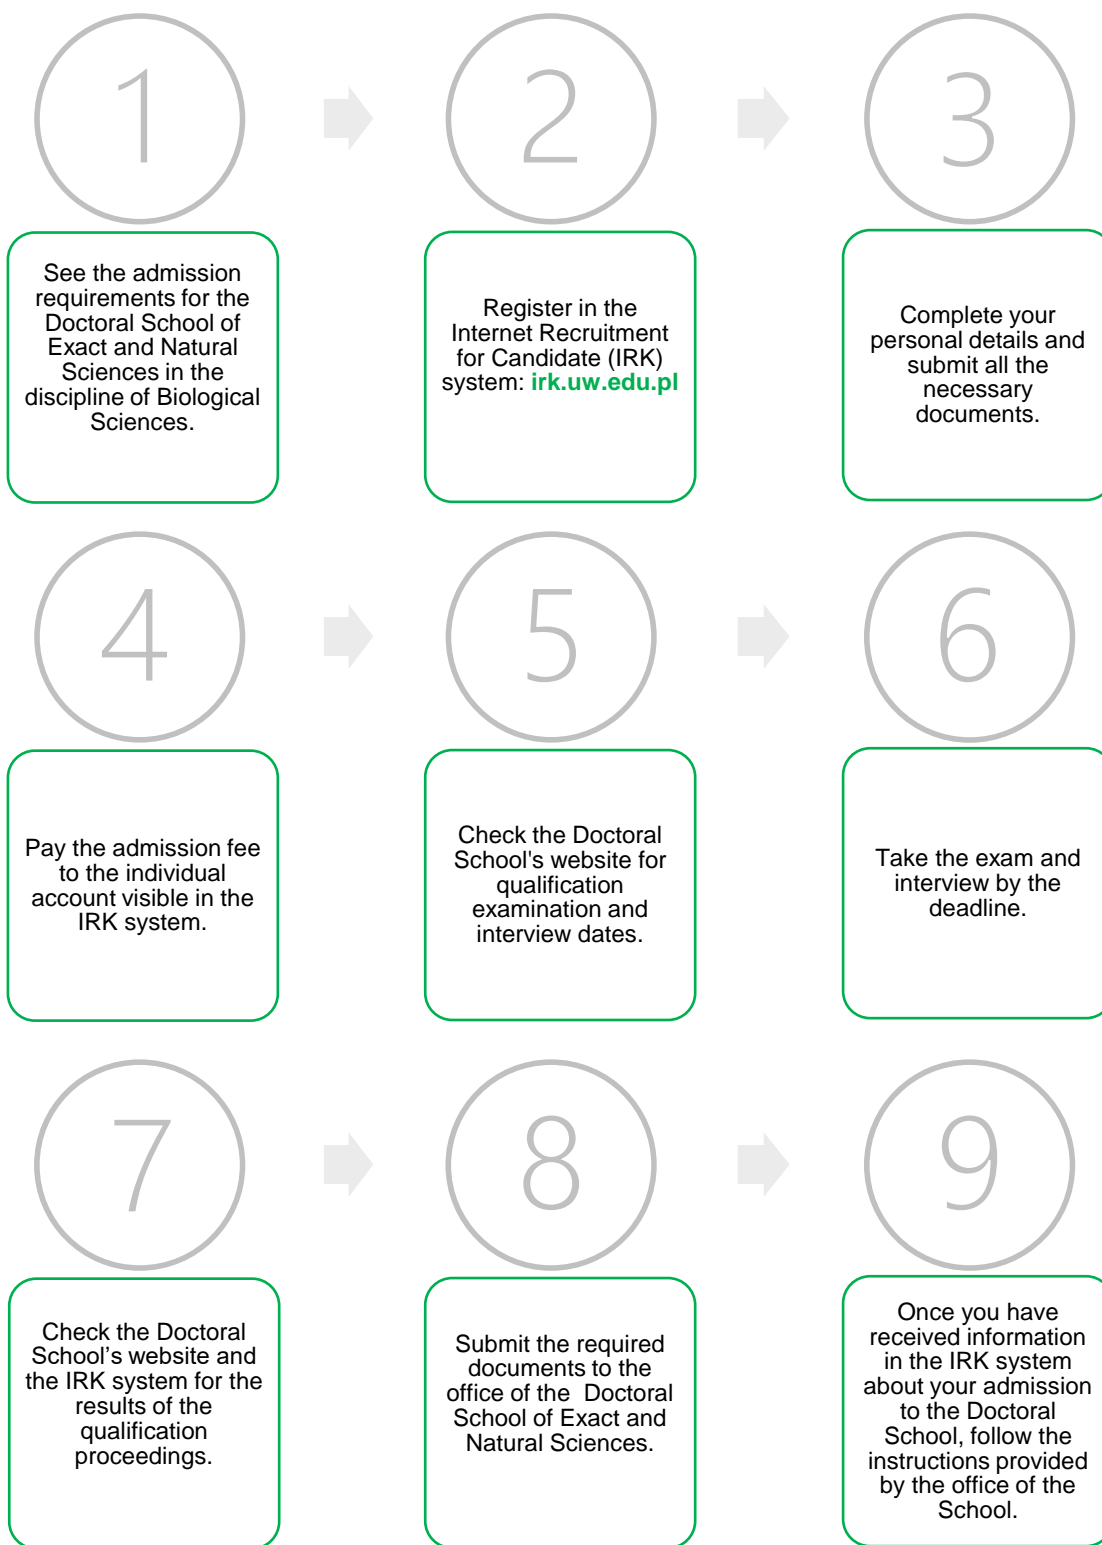 1
See the admission
requirements for the
Doctoral School of
Exact and Natural
Sciences in the
discipline of Biological
Sciences.
2
Register in the
Internet Recruitment
for Candidate (IRK)
system: irk.uw.edu.pl
3
Complete your
personal details and
submit all the
necessary
documents.
4
Pay the admission fee
to the individual
account visible in the
IRK system.
5
Check the Doctoral
School's website for
qualification
examination and
interview dates.
6
Take the exam and
interview by the
deadline.
7
Check the Doctoral
School’s website and
the IRK system for the
results of the
qualification
proceedings.
8
Submit the required
documents to the
office of the  Doctoral
School of Exact and
Natural Sciences.
9
Once you have
received information
in the IRK system
about your admission
to the Doctoral
School, follow the
instructions provided
by the office of the
School.